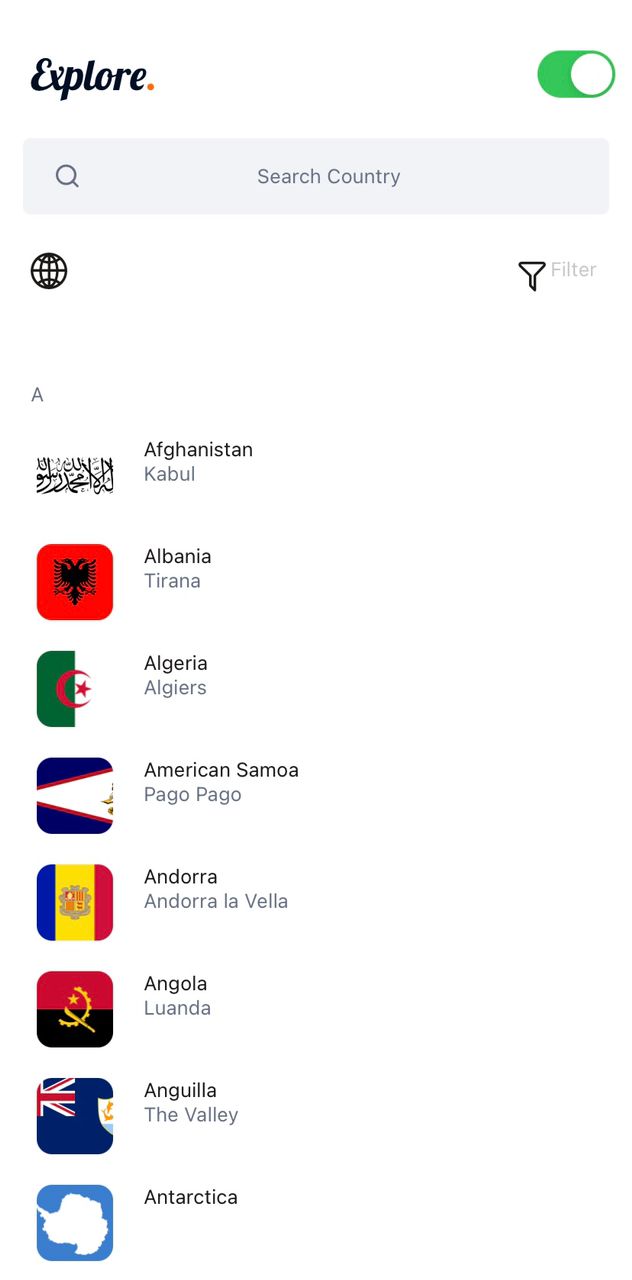 Explore.
Search Country
Filter
A
Afghanistan
Kabul
Albania
Tirana
Algeria
Algiers
American Samoa
Pago Pago
Andorra
Andorra la Vella
Angola
Luanda
Anguilla
The Valley
Antarctica